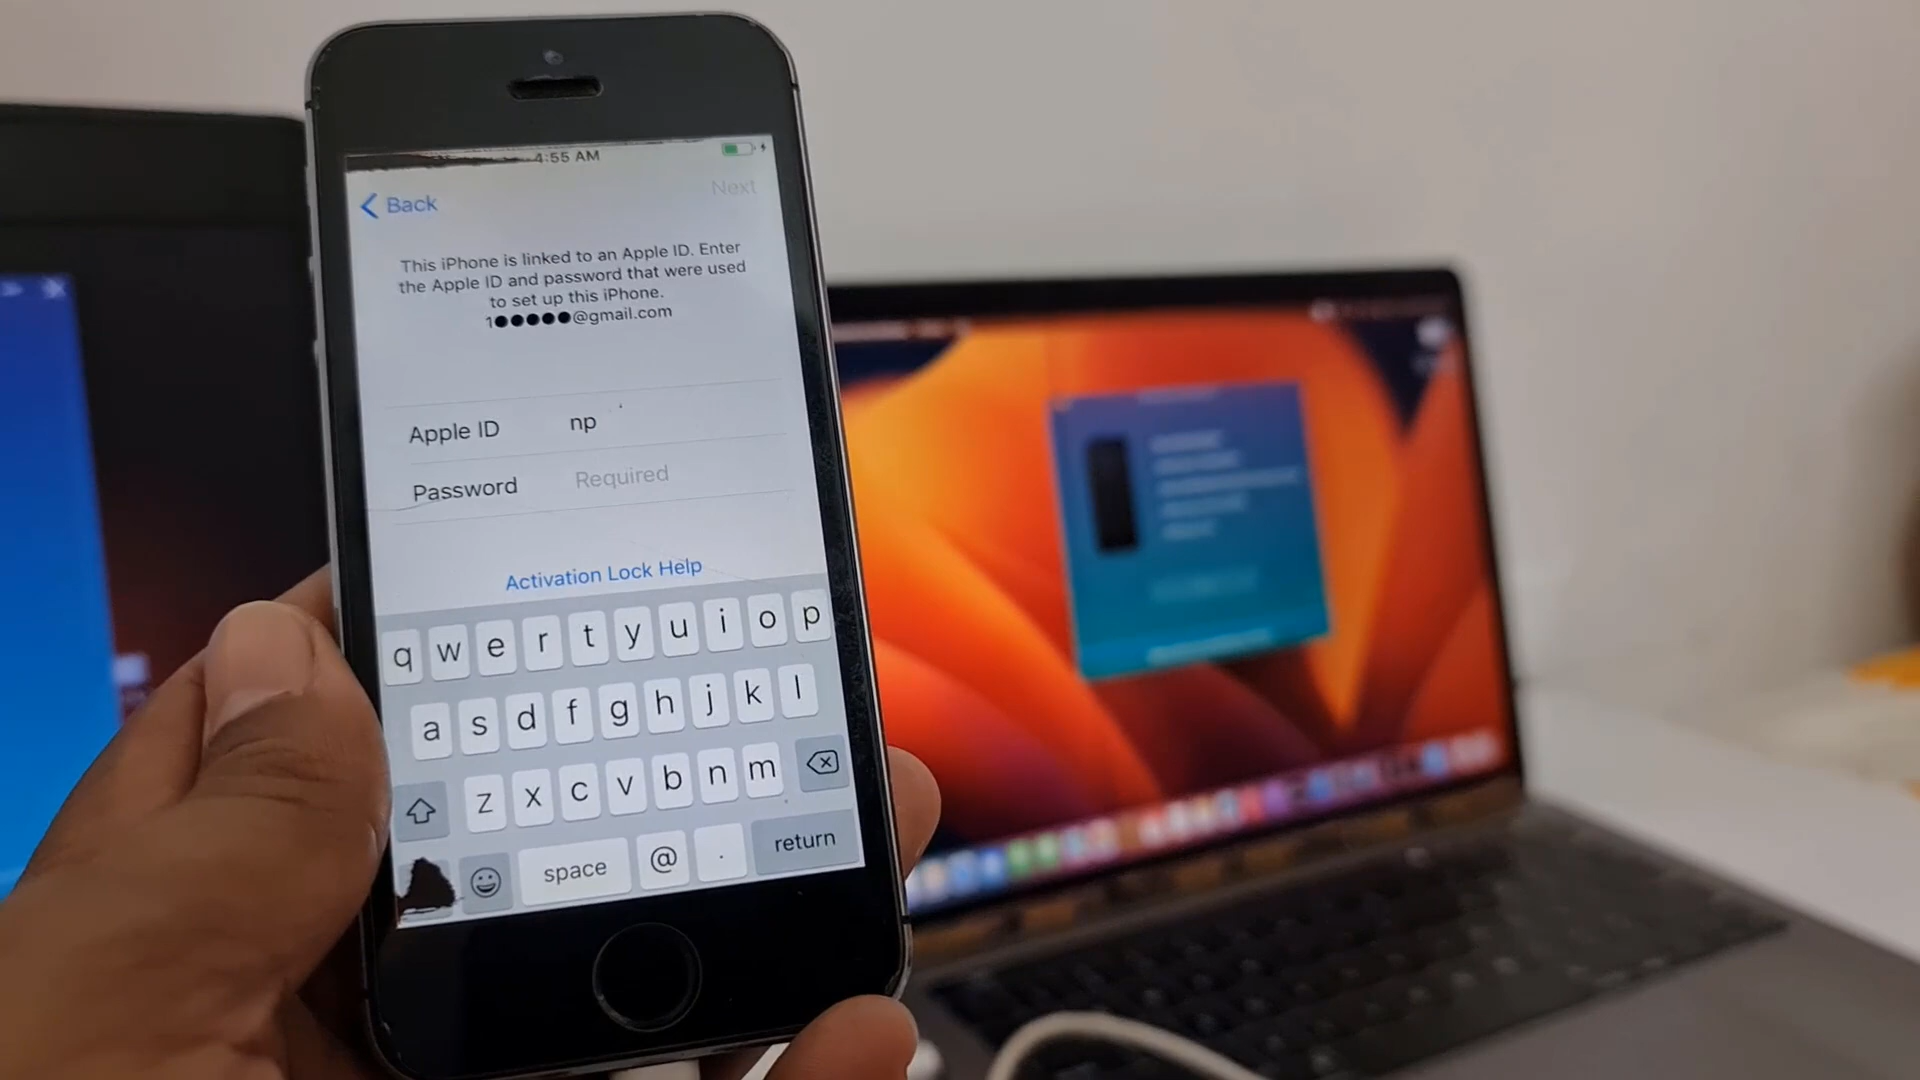 4:55 AM
Back
Next
This iPhone is linked to an Apple ID. Enter
the Apple ID and password that were used
to set up this iPhone.
1●●●●●@gmail.com
Apple ID np
Password Required
Activation Lock Help
q w e r t y u i o p
a s d f g h j k l
z x c v b n m
space @ . return